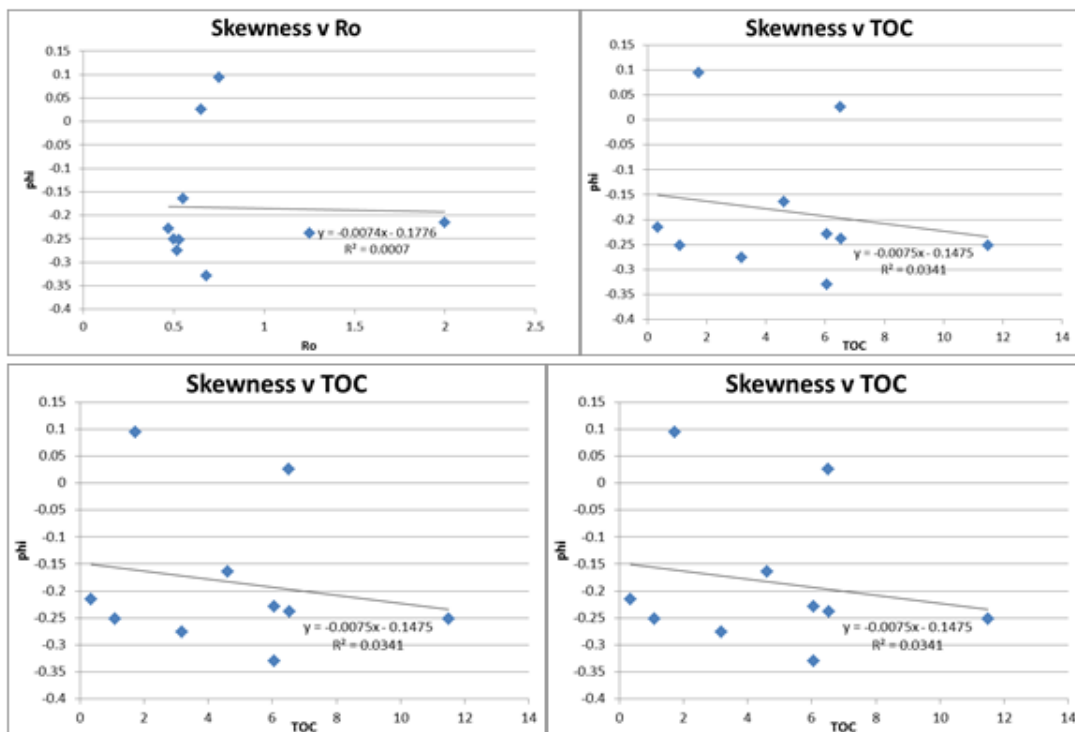 Skewness v Ro
0.15
0.1
0.05
0
-0.05
-0.1
-0.15
-0.2
-0.25
-0.3
-0.35
-0.4
phi
y = -0.0074x - 0.1776
R² = 0.0007
0 0.5 1 1.5 2 2.5
Ro
Skewness v TOC
0.15
0.1
0.05
0
-0.05
-0.1
-0.15
-0.2
-0.25
-0.3
-0.35
-0.4
phi
y = -0.0075x - 0.1475
R² = 0.0341
0 2 4 6 8 10 12 14
TOC
Skewness v TOC
0.15
0.1
0.05
0
-0.05
-0.1
-0.15
-0.2
-0.25
-0.3
-0.35
-0.4
phi
y = -0.0075x - 0.1475
R² = 0.0341
0 2 4 6 8 10 12 14
TOC
Skewness v TOC
0.15
0.1
0.05
0
-0.05
-0.1
-0.15
-0.2
-0.25
-0.3
-0.35
-0.4
phi
y = -0.0075x - 0.1475
R² = 0.0341
0 2 4 6 8 10 12 14
TOC